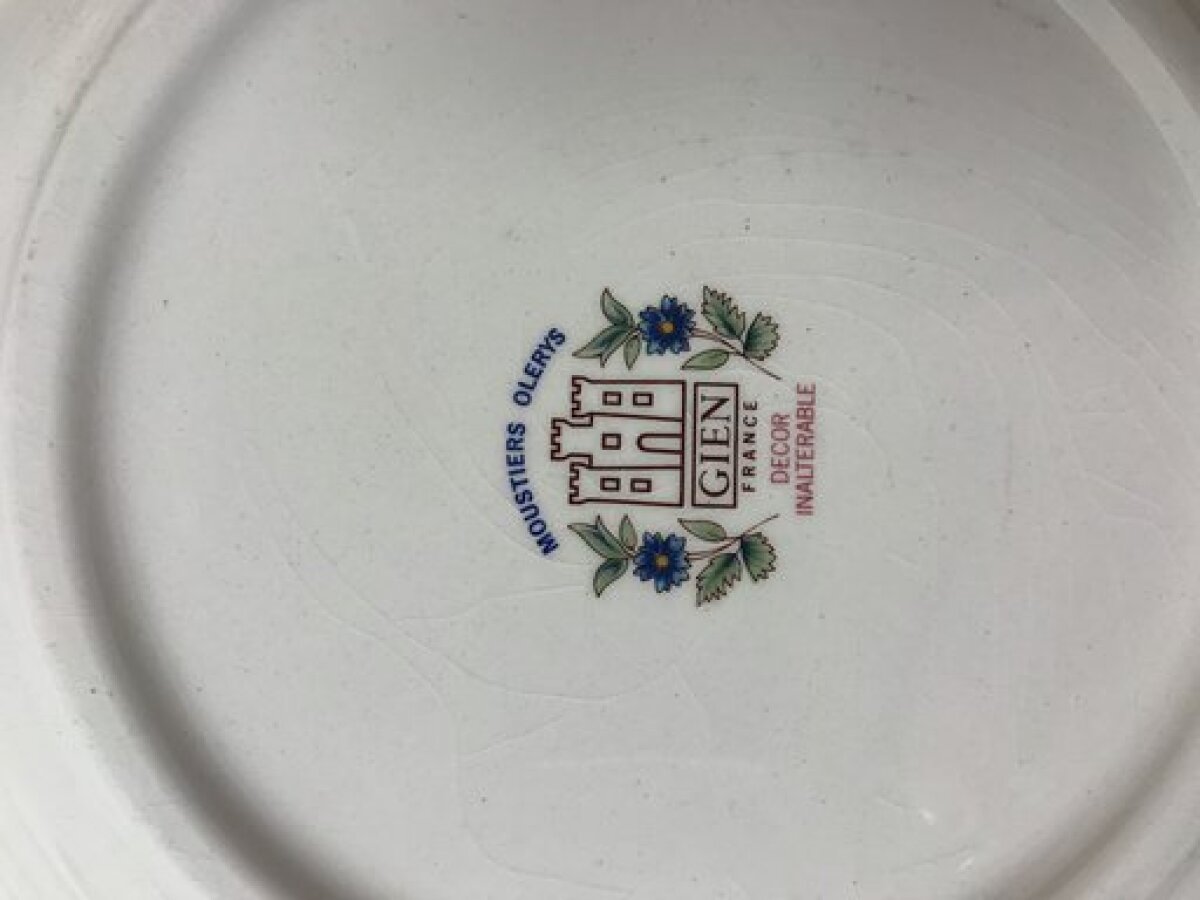 MOUSTIERS OLERYS
GIEN
FRANCE
DECOR
INALTERABLE